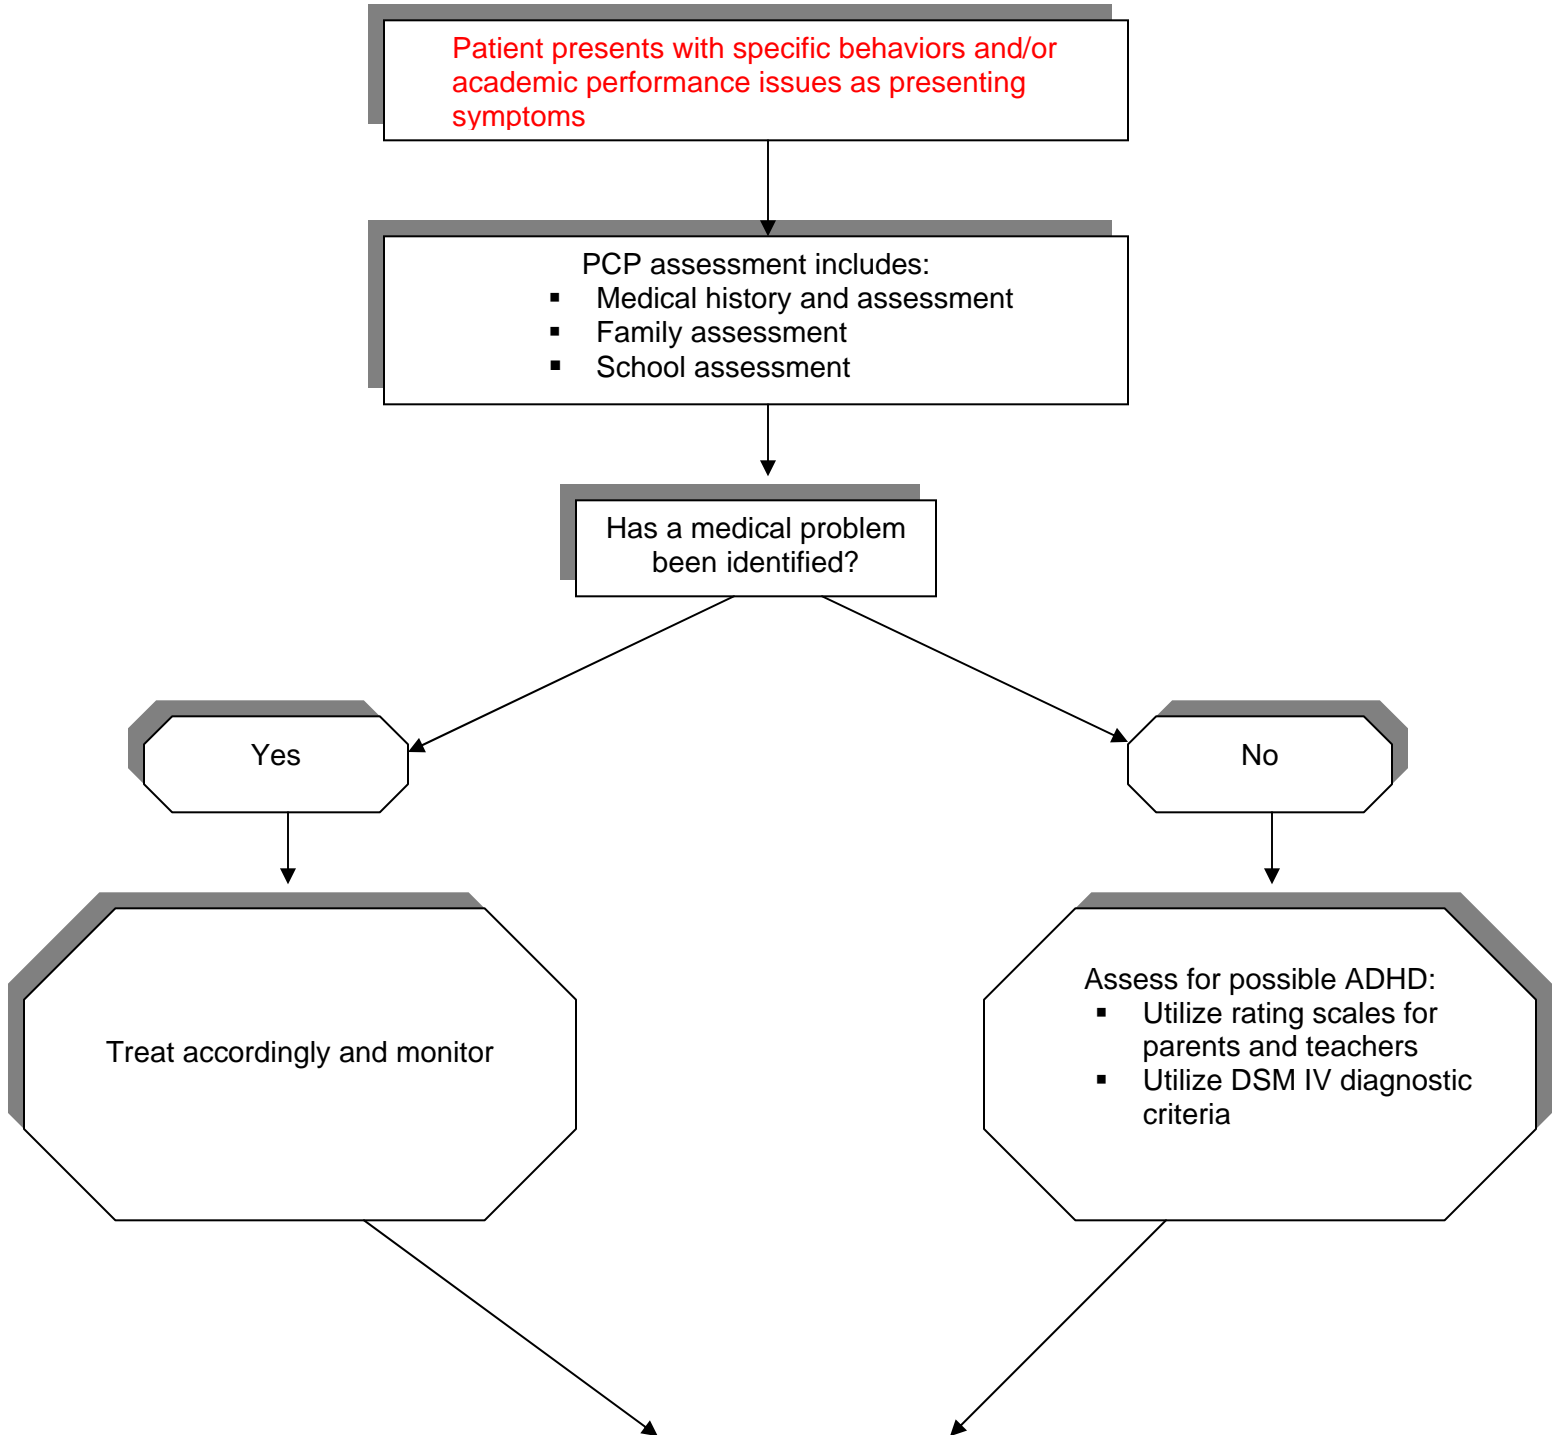 Patient presents with specific behaviors and/or
academic performance issues as presenting
symptoms
PCP assessment includes:
▪ Medical history and assessment
▪ Family assessment
▪ School assessment
Has a medical problem
been identified?
Yes
No
Treat accordingly and monitor
Assess for possible ADHD:
▪ Utilize rating scales for
parents and teachers
▪ Utilize DSM IV diagnostic
criteria